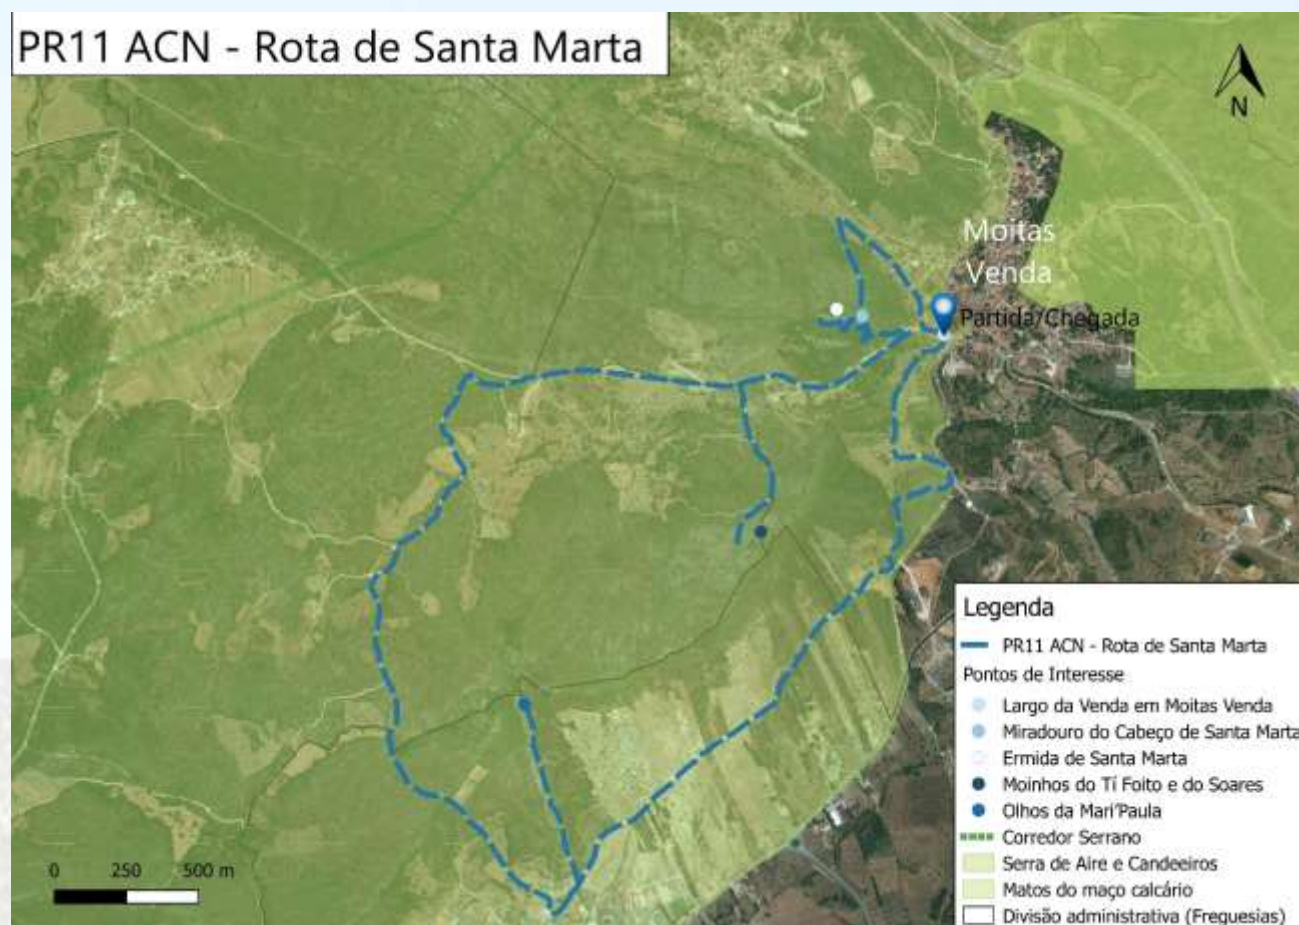 PR11 ACN - Rota de Santa Marta
N
Moitas
Venda
Partida/Chegada
Legenda
PR11 ACN - Rota de Santa Marta
Pontos de Interesse
Largo da Venda em Moitas Venda
Miradouro do Cabeço de Santa Marta
Ermida de Santa Marta
Moinhos do Tí Foito e do Soares
Olhos da Mari'Paula
Corredor Serrano
Serra de Aire e Candeeiros
Matos do maço calcário
Divisão administrativa (Freguesias)
0 250 500 m